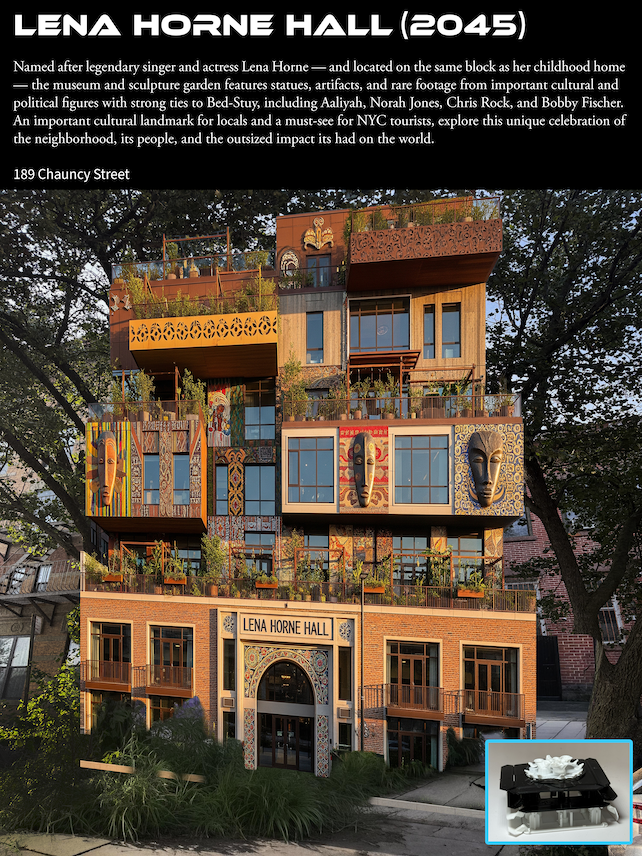 LENA HORNE HALL (2045)
Named after legendary singer and actress Lena Horne — and located on the same block as her childhood home
— the museum and sculpture garden features statues, artifacts, and rare footage from important cultural and
political figures with strong ties to Bed-Stuy, including Aaliyah, Norah Jones, Chris Rock, and Bobby Fischer.
An important cultural landmark for locals and a must-see for NYC tourists, explore this unique celebration of
the neighborhood, its people, and the outsized impact its had on the world.
189 Chauncy Street
LENA HORNE HALL